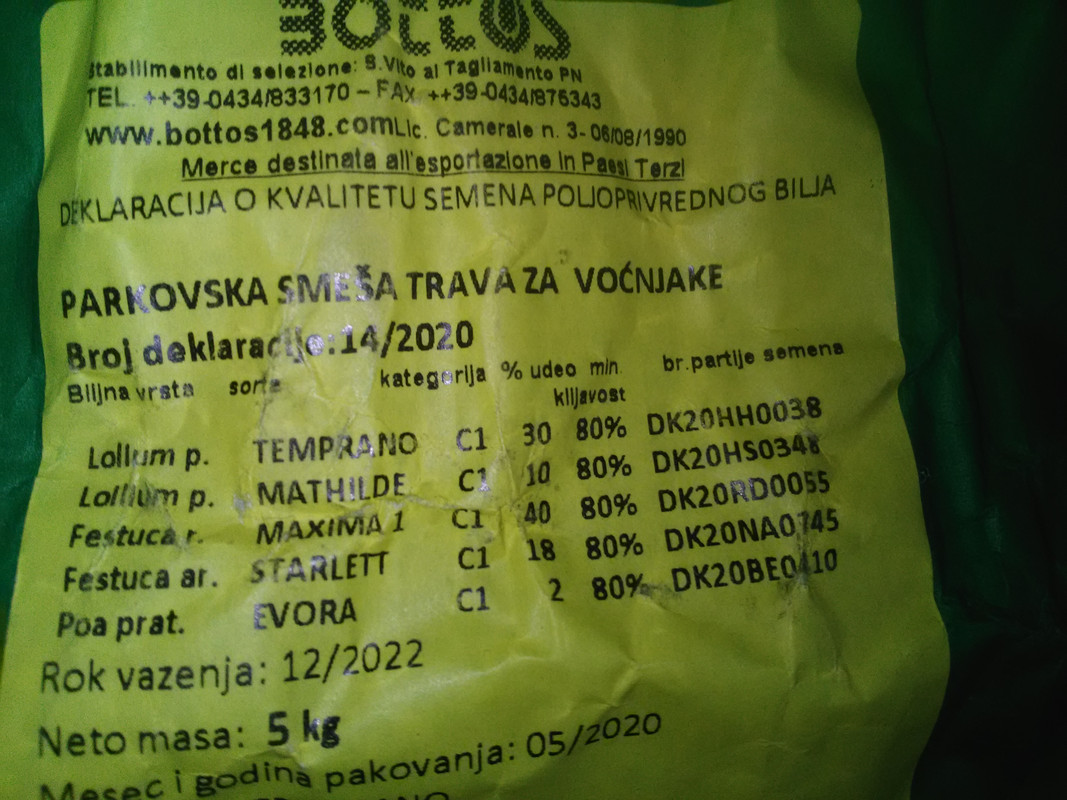 BOTTOS
Stabilimento di selezione: S.Vito al Tagliamento PN
TEL. ++39-0434/833170 – FAX ++39-0434/876343
www.bottos1848.com Lic. Camerale n. 3- 06/08/1990
Merce destinata all'esportazione in Paesi Terzi
DEKLARACIJA O KVALITETU SEMENA POLJOPRIVREDNOG BILJA
PARKOVSKA SMEŠA TRAVA ZA VOĆNJAKE
Broj deklaracije:14/2020
Biljna vrsta sorte kategorija % udeo min. klijavost br.partije semena
Lolium p. TEMPRANO C1 30 80% DK20HH0038
Lollium p. MATHILDE C1 10 80% DK20HS0348
Festuca r. MAXIMA 1 C1 40 80% DK20RD0055
Festuca ar. STARLETT C1 18 80% DK20NA0745
Poa prat. EVORA C1 2 80% DK20BE0410
Rok vazenja: 12/2022
Neto masa: 5 kg
Mesec i godina pakovanja: 05/2020